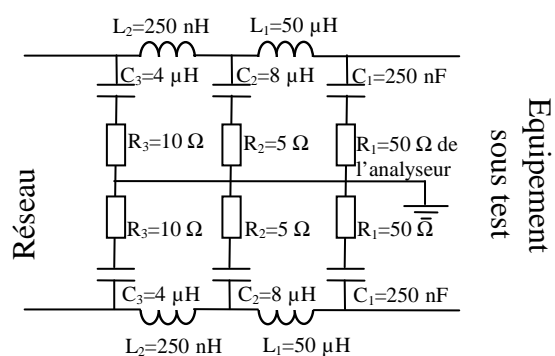 L₂=250 nH
L₁=50 µH
C₃=4 µH
C₂=8 µH
C₁=250 nF
R₃=10 Ω
R₂=5 Ω
R₁=50 Ω de
l'analyseur
Réseau
Equipement
sous test
R₃=10 Ω
R₂=5 Ω
R₁=50 Ω
C₃=4 µH
C₂=8 µH
C₁=250 nF
L₂=250 nH
L₁=50 µH